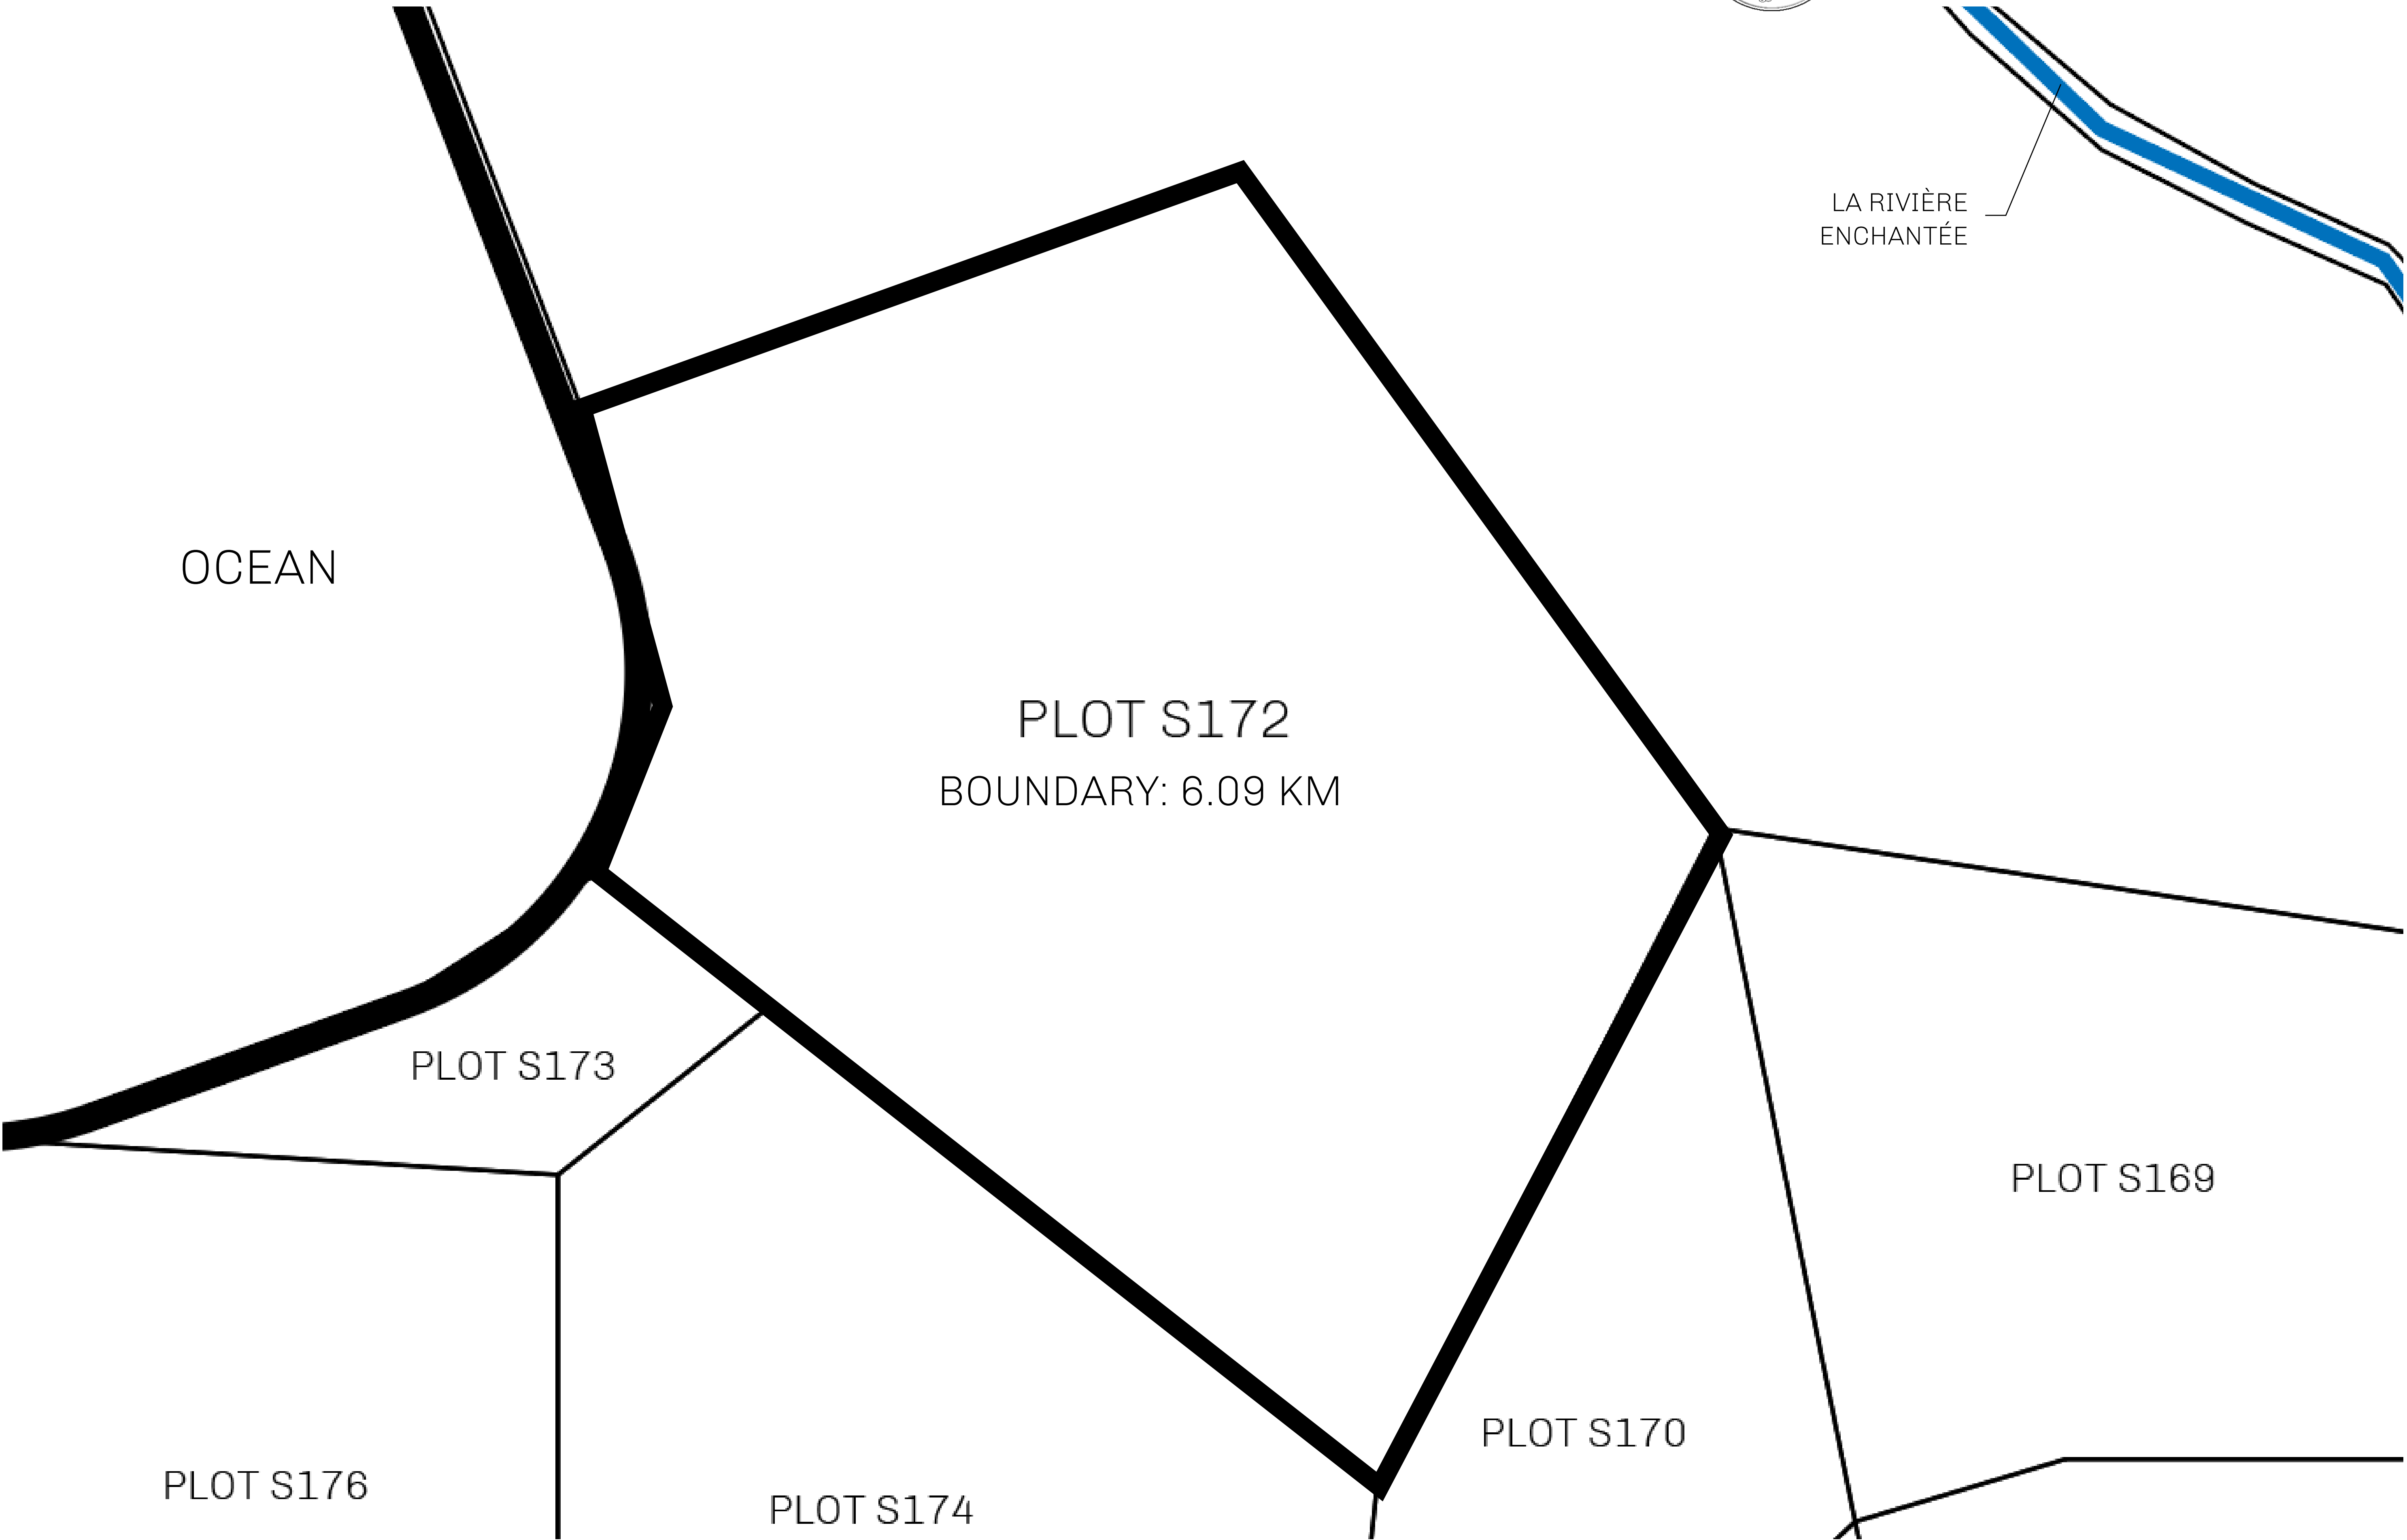 LA RIVIÈRE
ENCHANTÉE
OCEAN
PLOT S172
BOUNDARY: 6.09 KM
PLOT S173
PLOT S169
PLOT S170
PLOT S176
PLOT S174